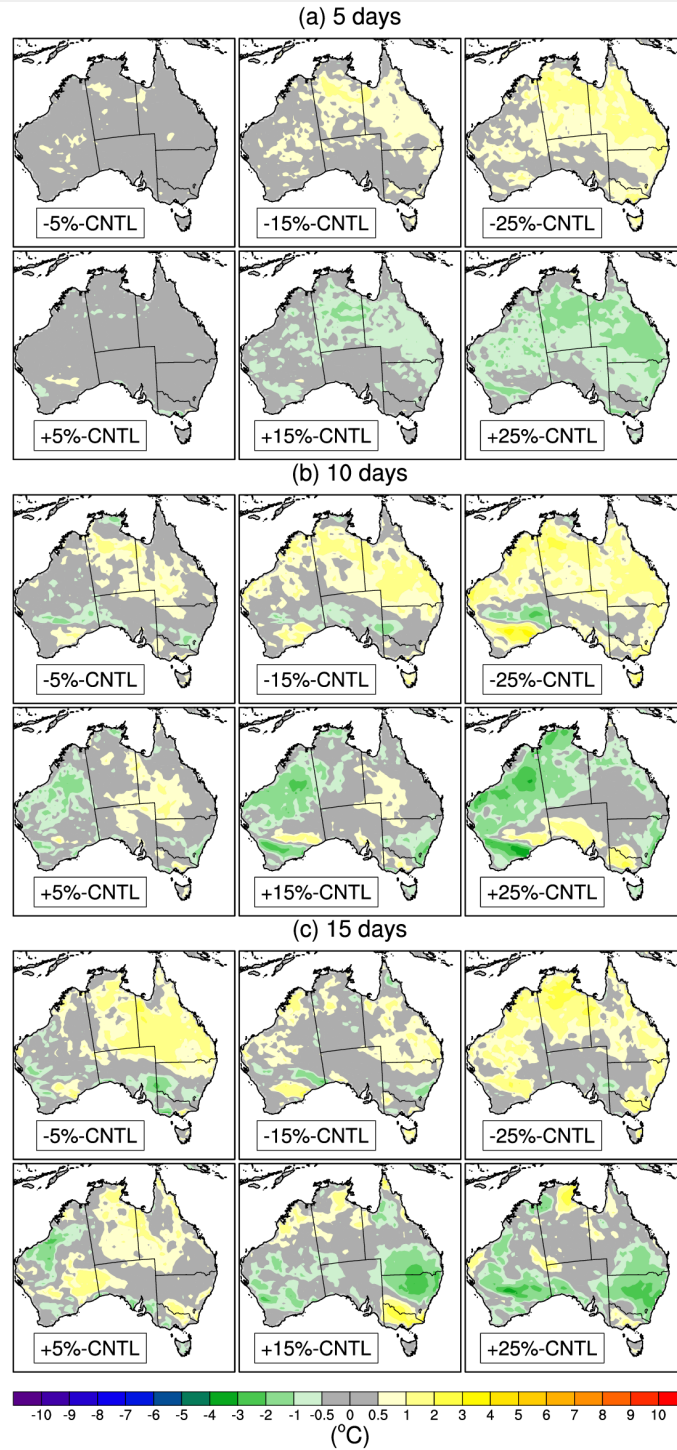 (a) 5 days
-5%-CNTL
-15%-CNTL
-25%-CNTL
+5%-CNTL
+15%-CNTL
+25%-CNTL
(b) 10 days
-5%-CNTL
-15%-CNTL
-25%-CNTL
+5%-CNTL
+15%-CNTL
+25%-CNTL
(c) 15 days
-5%-CNTL
-15%-CNTL
-25%-CNTL
+5%-CNTL
+15%-CNTL
+25%-CNTL
-10 -9 -8 -7 -6 -5 -4 -3 -2 -1 -0.5 0 0.5 1 2 3 4 5 6 7 8 9 10
(°C)